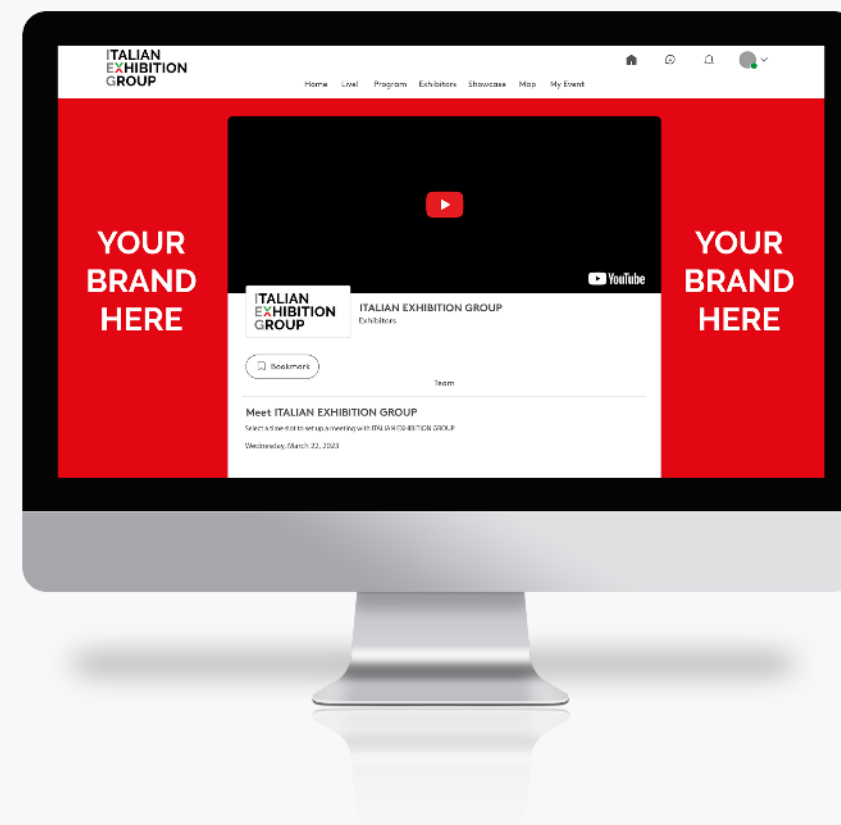 ITALIAN
EXHIBITION
GROUP
Home Live! Program Exhibitors Showcase Map My Event
YOUR
BRAND
HERE
YouTube
ITALIAN
EXHIBITION
GROUP
ITALIAN EXHIBITION GROUP
Exhibitors
Bookmark
Team
Meet ITALIAN EXHIBITION GROUP
Select a time slot to set up a meeting with ITALIAN EXHIBITION GROUP
Wednesday, March 22, 2023
YOUR
BRAND
HERE